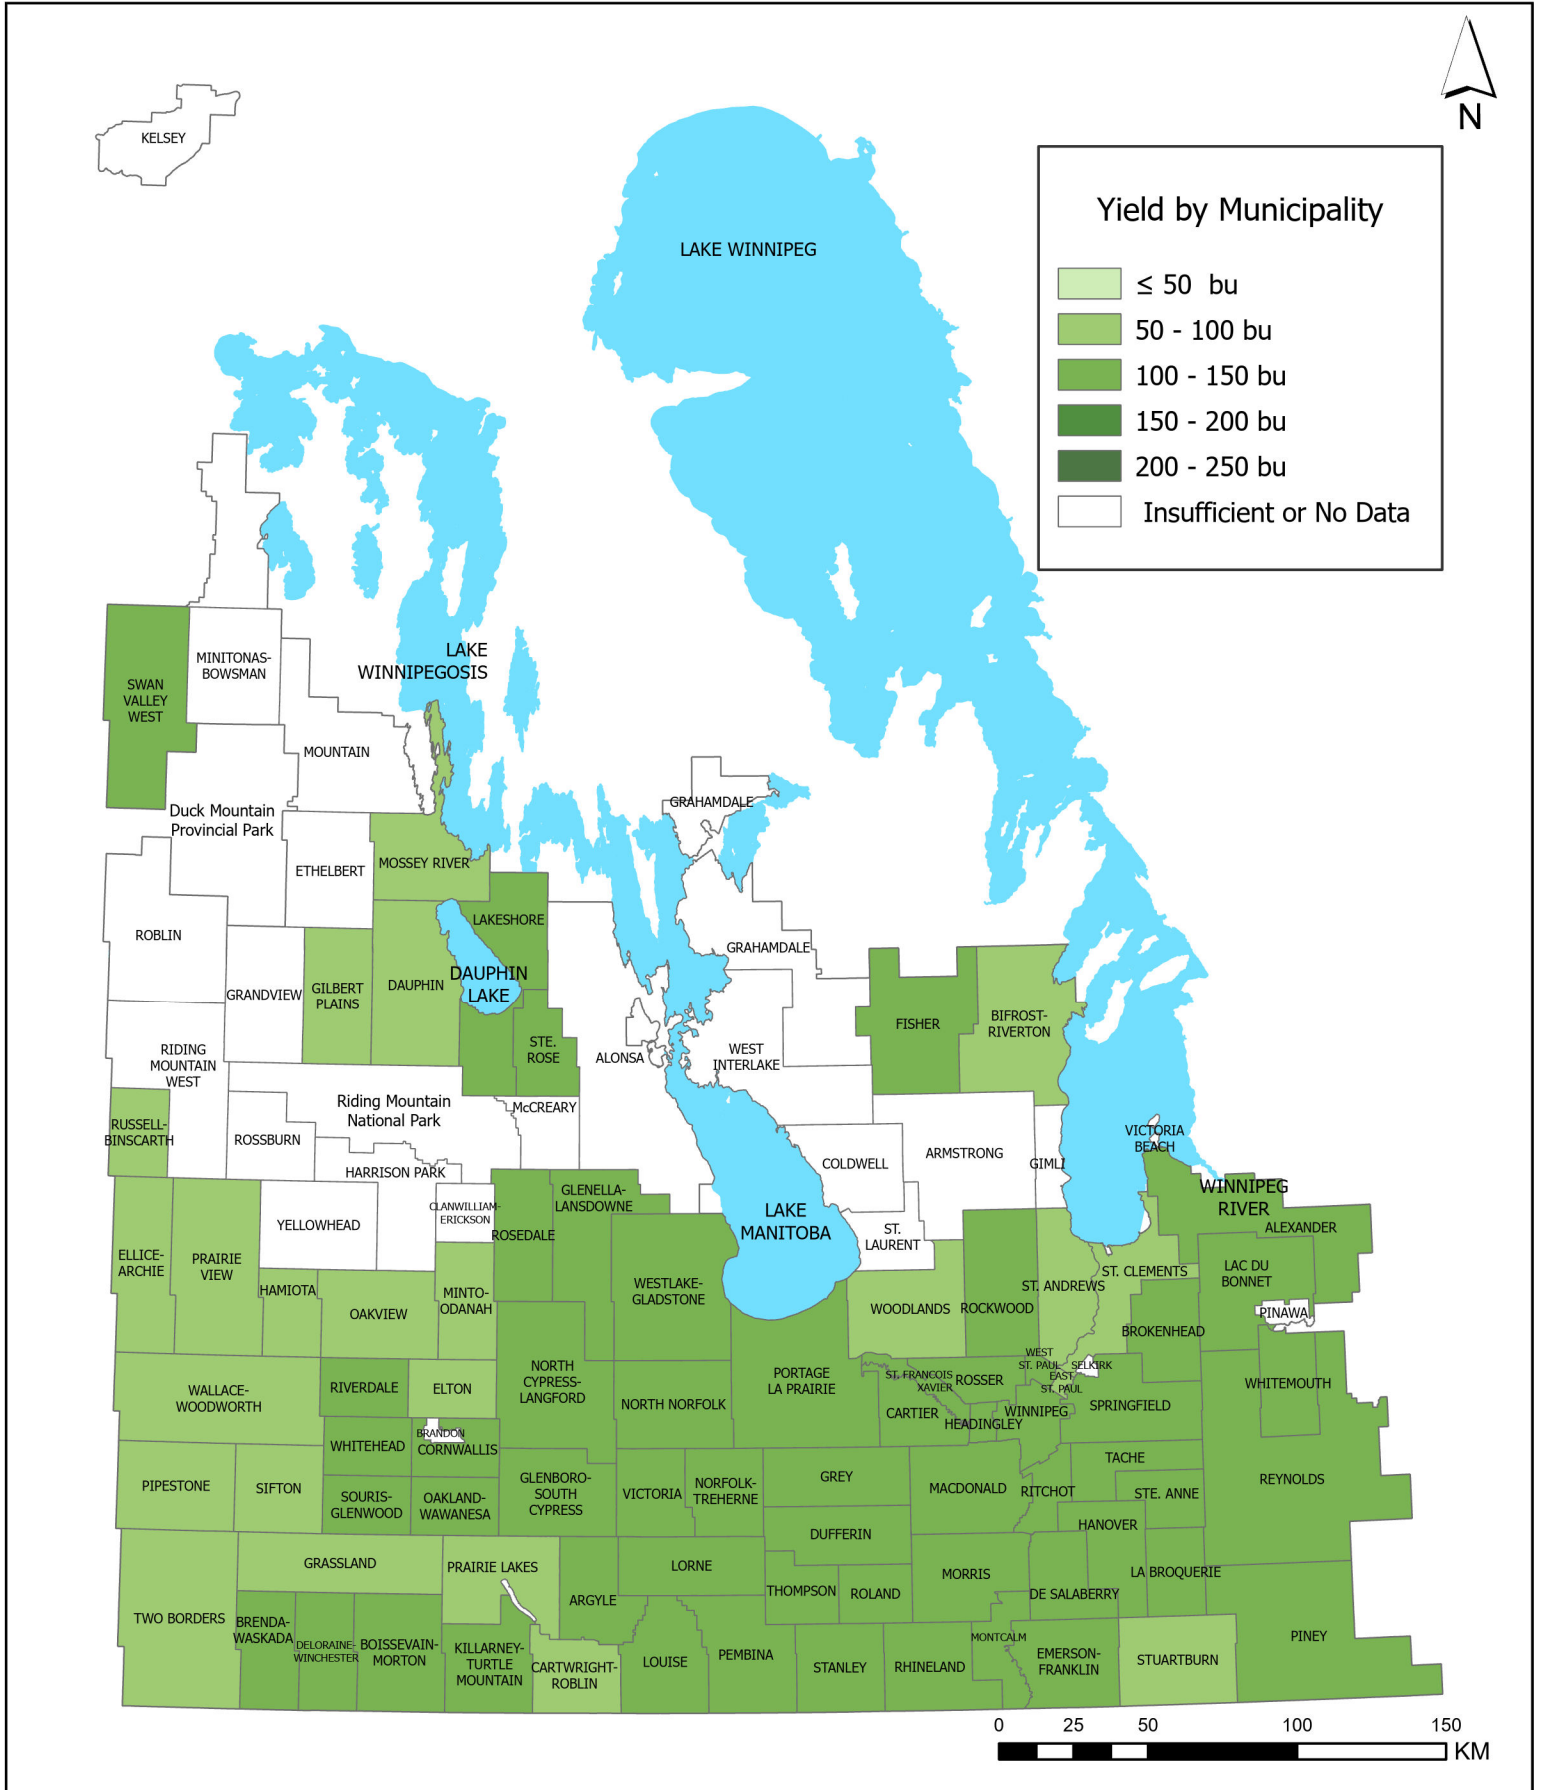 N
KELSEY
Yield by Municipality
≤ 50 bu
50 - 100 bu
100 - 150 bu
150 - 200 bu
200 - 250 bu
Insufficient or No Data
LAKE WINNIPEG
LAKE
WINNIPEGOSIS
MINITONAS-
BOWSMAN
SWAN
VALLEY
WEST
MOUNTAIN
Duck Mountain
Provincial Park
GRAHAMDALE
ETHELBERT
MOSSEY RIVER
ROBLIN
LAKESHORE
GRAHAMDALE
GRANDVIEW
GILBERT
PLAINS
DAUPHIN
DAUPHIN
LAKE
FISHER
BIFROST-
RIVERTON
STE.
ROSE
ALONSA
WEST
INTERLAKE
RIDING
MOUNTAIN
WEST
Riding Mountain
National Park
McCREARY
RUSSELL-
BINSCARTH
ROSSBURN
HARRISON PARK
COLDWELL
ARMSTRONG
GIMLI
VICTORIA
BEACH
WINNIPEG
RIVER
ALEXANDER
YELLOWHEAD
CLANWILLIAM-
ERICKSON
ROSEDALE
GLENELLA-
LANSDOWNE
LAKE
MANITOBA
ST.
LAURENT
ELLICE-
ARCHIE
PRAIRIE
VIEW
HAMIOTA
OAKVIEW
MINTO-
ODANAH
WESTLAKE-
GLADSTONE
WOODLANDS
ROCKWOOD
ST. ANDREWS
ST. CLEMENTS
LAC DU
BONNET
PINAWA
BROKENHEAD
WALLACE-
WOODWORTH
RIVERDALE
ELTON
NORTH
CYPRESS-
LANGFORD
NORTH NORFOLK
PORTAGE
LA PRAIRIE
ST. FRANCOIS
XAVIER
ROSSER
WEST
ST. PAUL
EAST
ST. PAUL
SELKIRK
CARTIER
HEADINGLEY
WINNIPEG
SPRINGFIELD
WHITEMOUTH
WHITEHEAD
BRANDON
CORNWALLIS
PIPESTONE
SIFTON
SOURIS-
GLENWOOD
OAKLAND-
WAWANESA
GLENBORO-
SOUTH
CYPRESS
VICTORIA
NORFOLK-
TREHERNE
GREY
MACDONALD
RITCHOT
TACHE
STE. ANNE
REYNOLDS
DUFFERIN
HANOVER
GRASSLAND
PRAIRIE LAKES
LORNE
ARGYLE
THOMPSON
ROLAND
MORRIS
DE SALABERRY
LA BROQUERIE
TWO BORDERS
BRENDA-
WASKADA
DELORAINE-
WINCHESTER
BOISSEVAIN-
MORTON
KILLARNEY-
TURTLE
MOUNTAIN
CARTWRIGHT-
ROBLIN
LOUISE
PEMBINA
STANLEY
RHINELAND
MONTCALM
EMERSON-
FRANKLIN
STUARTBURN
PINEY
0 25 50 100 150
KM